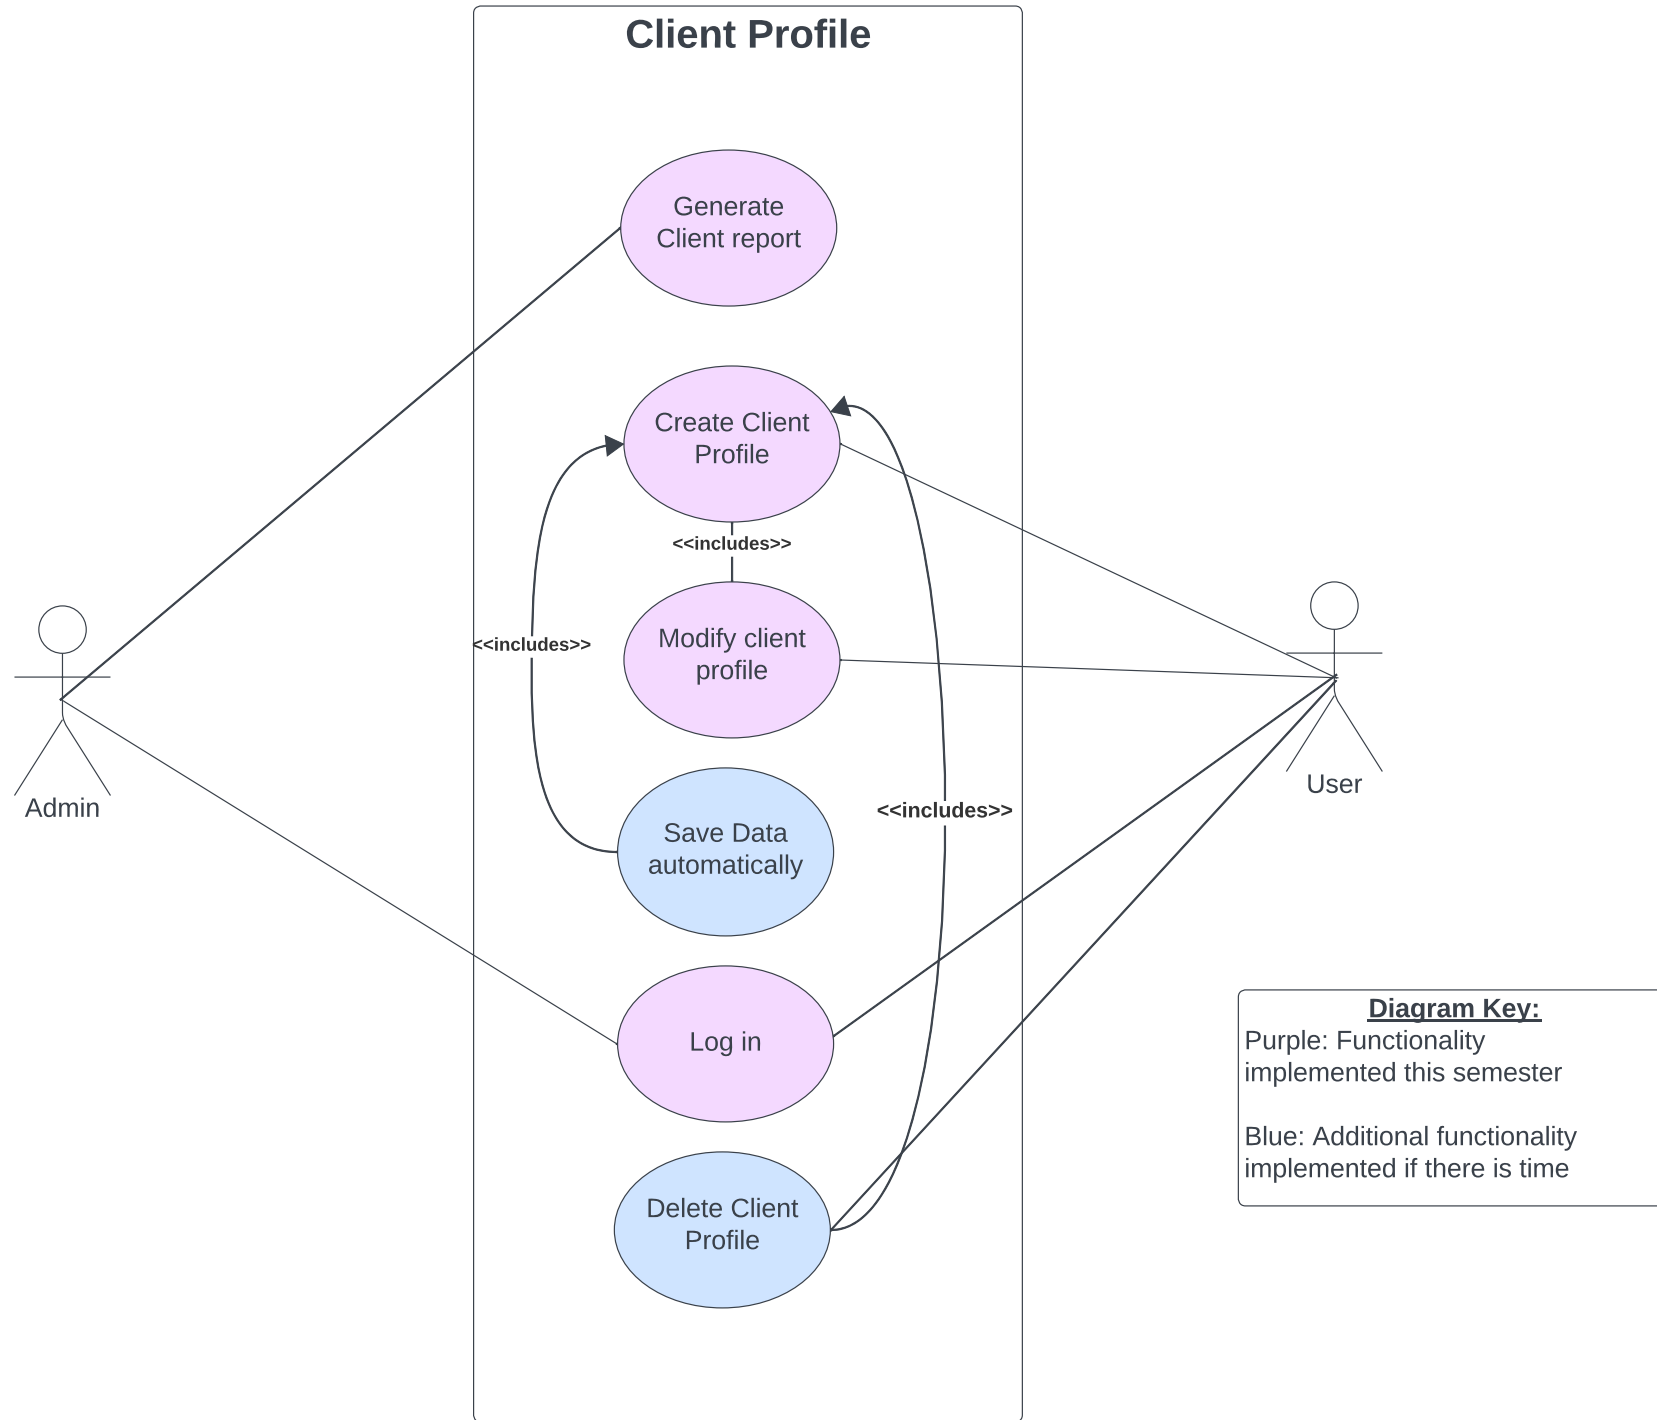 Client Profile
Generate
Client report
Create Client
Profile
<<includes>>
Modify client
profile
<<includes>>
Save Data
automatically
<<includes>>
Log in
Delete Client
Profile
Admin
User
Diagram Key:
Purple: Functionality
implemented this semester
Blue: Additional functionality
implemented if there is time